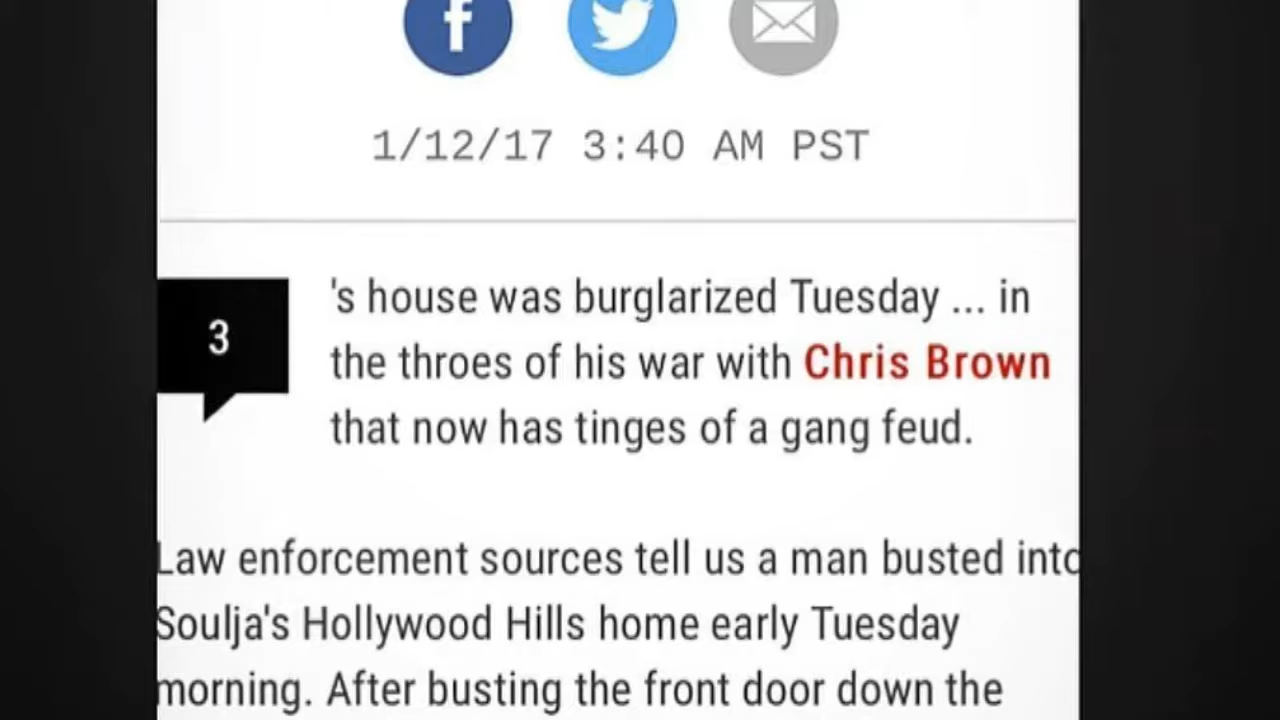 1/12/17 3:40 AM PST
3
's house was burglarized Tuesday ... in
the throes of his war with Chris Brown
that now has tinges of a gang feud.
Law enforcement sources tell us a man busted into
Soulja's Hollywood Hills home early Tuesday
morning. After busting the front door down the